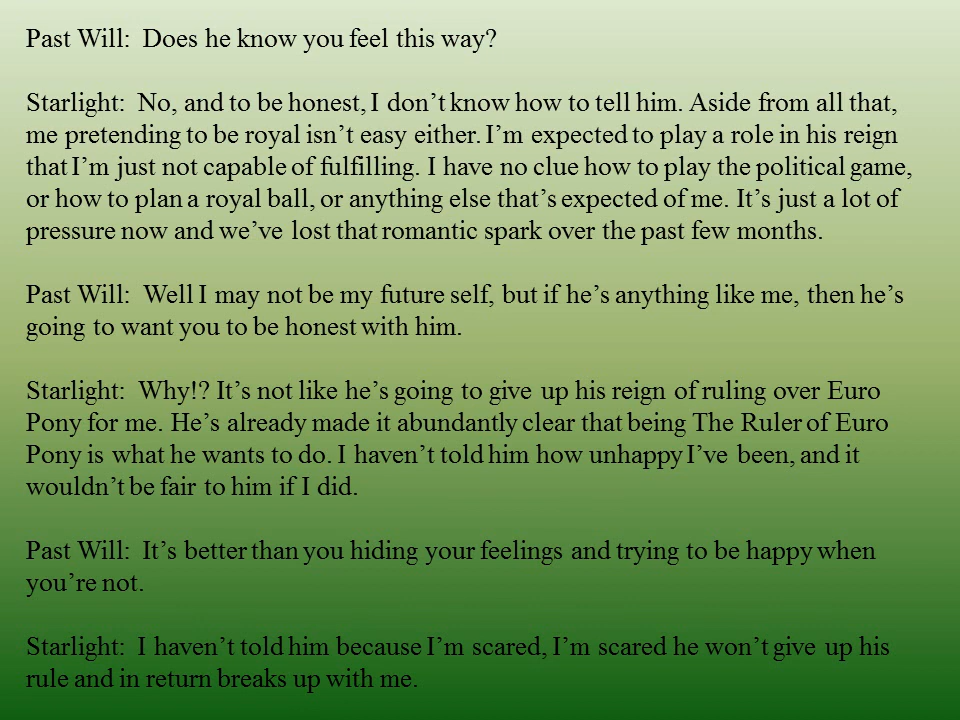 Past Will:  Does he know you feel this way?
Starlight:  No, and to be honest, I don’t know how to tell him. Aside from all that,
me pretending to be royal isn’t easy either. I’m expected to play a role in his reign
that I’m just not capable of fulfilling. I have no clue how to play the political game,
or how to plan a royal ball, or anything else that’s expected of me. It’s just a lot of
pressure now and we’ve lost that romantic spark over the past few months.
Past Will:  Well I may not be my future self, but if he’s anything like me, then he’s
going to want you to be honest with him.
Starlight:  Why!? It’s not like he’s going to give up his reign of ruling over Euro
Pony for me. He’s already made it abundantly clear that being The Ruler of Euro
Pony is what he wants to do. I haven’t told him how unhappy I’ve been, and it
wouldn’t be fair to him if I did.
Past Will:  It’s better than you hiding your feelings and trying to be happy when
you’re not.
Starlight:  I haven’t told him because I’m scared, I’m scared he won’t give up his
rule and in return breaks up with me.